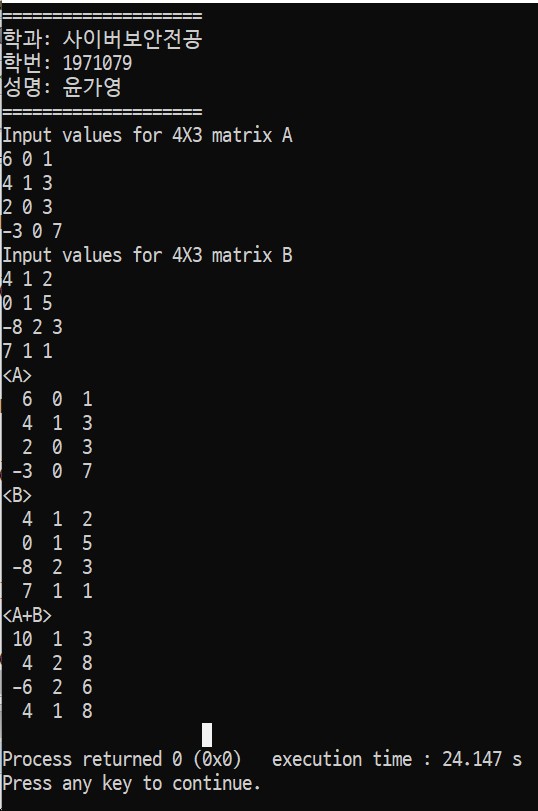 ====================
학과: 사이버보안전공
학번: 1971079
성명: 윤가영
====================
Input values for 4X3 matrix A
6 0 1
4 1 3
2 0 3
-3 0 7
Input values for 4X3 matrix B
4 1 2
0 1 5
-8 2 3
7 1 1
<A>
  6  0  1
  4  1  3
  2  0  3
 -3  0  7
<B>
  4  1  2
  0  1  5
 -8  2  3
  7  1  1
<A+B>
 10  1  3
  4  2  8
 -6  2  6
  4  1  8
Process returned 0 (0x0)   execution time : 24.147 s
Press any key to continue.